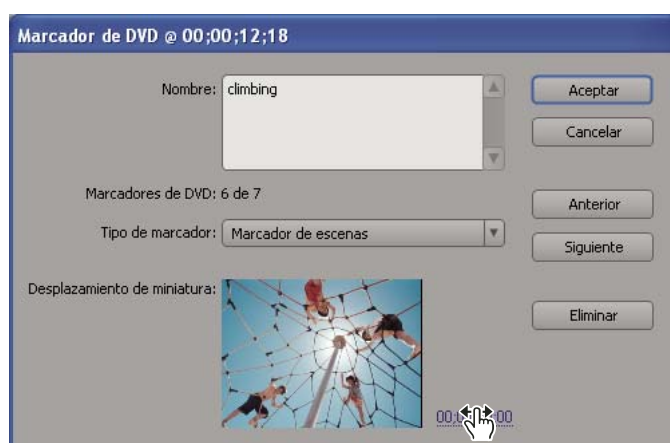 Marcador de DVD @ 00;00;12;18
Nombre: climbing
Aceptar
Cancelar
Marcadores de DVD: 6 de 7
Anterior
Tipo de marcador: Marcador de escenas
Siguiente
Desplazamiento de miniatura:
Eliminar